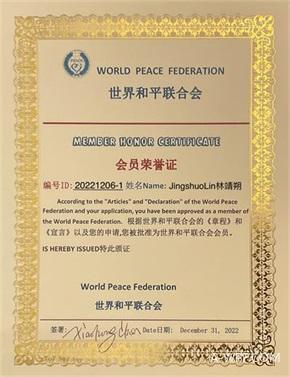 PEACE
WORLD PEACE FEDERATION
世界和平联合会
MEMBER HONOR CERTIFICATE
会员荣誉证
编号ID: 20221206-1 姓名Name: JingshuoLin林靖朔
According to the "Articles" and "Declaration" of the World Peace
Federation and your application, you have been approved as a member of
the World Peace Federation. 根据世界和平联合会的《章程》和
《宣言》以及您的申请,您被批准为世界和平联合会会员。
IS HEREBY ISSUED特此颁证
World Peace Federation
世界和平联合会
签署: Date日期: December 31, 2022